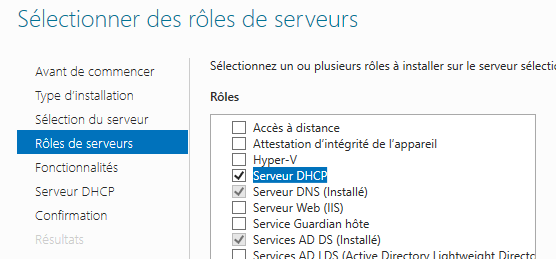 Sélectionner des rôles de serveurs
Avant de commencer
Type d'installation
Sélection du serveur
Rôles de serveurs
Fonctionnalités
Serveur DHCP
Confirmation
Résultats
Sélectionnez un ou plusieurs rôles à installer sur le serveur sélectio
Rôles
Accès à distance
Attestation d'intégrité de l'appareil
Hyper-V
Serveur DHCP
Serveur DNS (Installé)
Serveur Web (IIS)
Service Guardian hôte
Services AD DS (Installé)
Services AD LDS (Active Directory Lightweight Direct